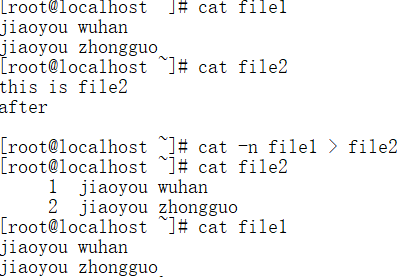 [root@localhost ~]# cat file1
jiaoyou wuhan
jiaoyou zhongguo
[root@localhost ~]# cat file2
this is file2
after
[root@localhost ~]# cat -n file1 > file2
[root@localhost ~]# cat file2
1 jiaoyou wuhan
2 jiaoyou zhongguo
[root@localhost ~]# cat file1
jiaoyou wuhan
jiaoyou zhongguo